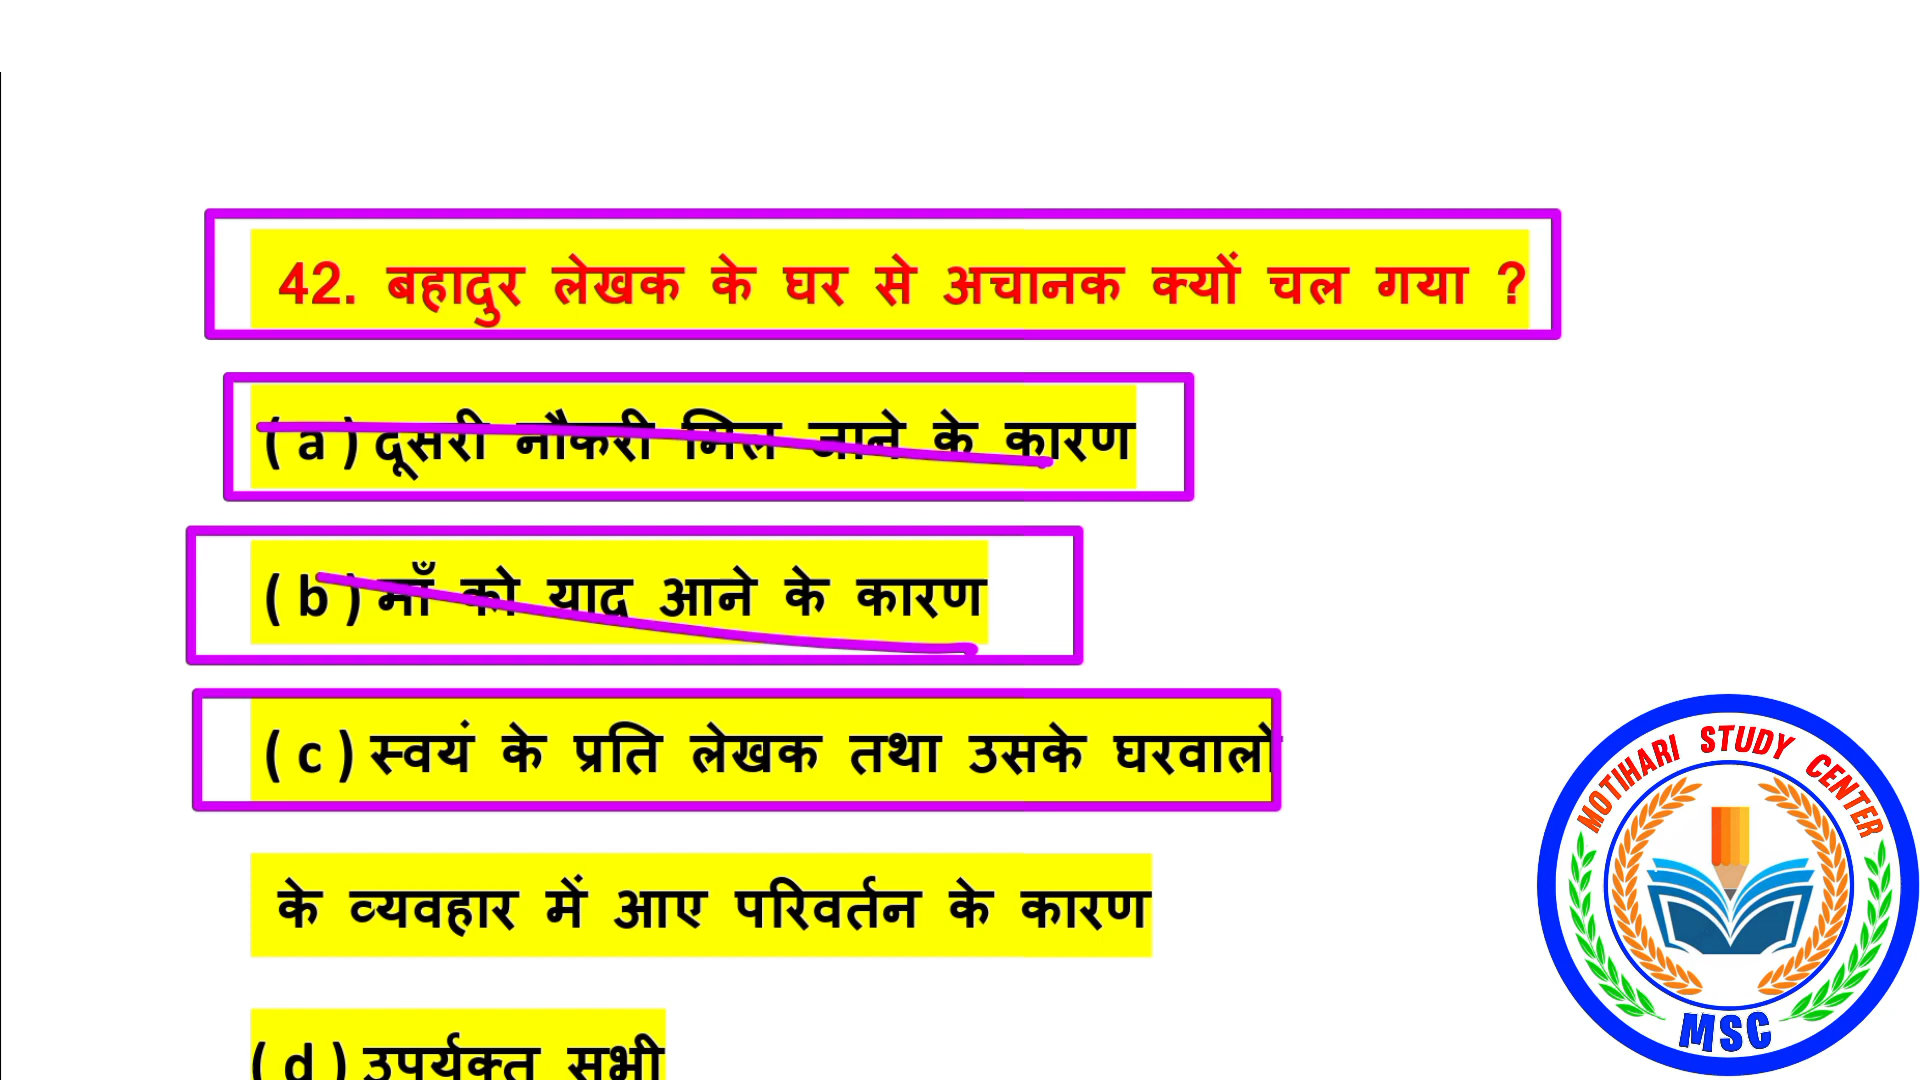 42. बहादुर लेखक के घर से अचानक क्यों चल गया ?
( a ) दूसरी नौकरी मिल जाने के कारण
( b ) माँ को याद आने के कारण
( c ) स्वयं के प्रति लेखक तथा उसके घरवालो
के व्यवहार में आए परिवर्तन के कारण
( d ) उपर्यक्त सभी
MOTIHARI STUDY CENTER
MSC